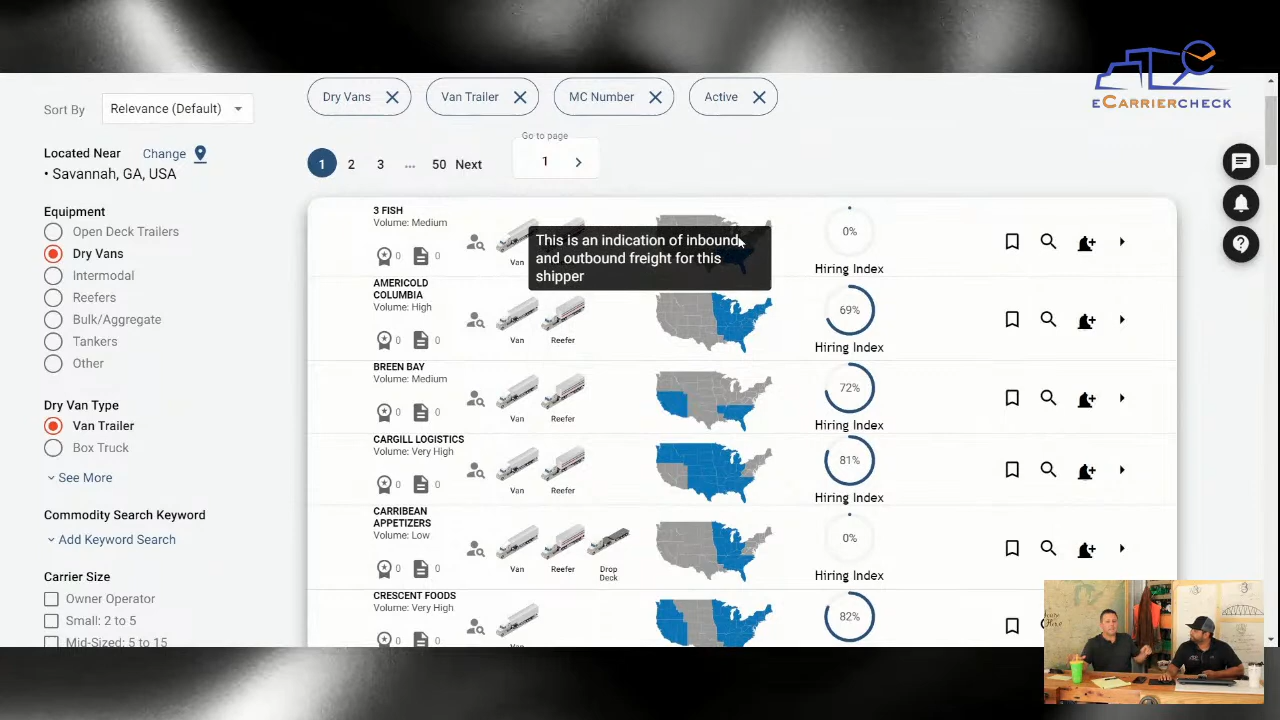 eCARRIERCHECK
Sort By
Relevance (Default)
Dry Vans
Van Trailer
MC Number
Active
Located Near
Change
• Savannah, GA, USA
Go to page
1
2
3
...
50
Next
1
Equipment
Open Deck Trailers
Dry Vans
Intermodal
Reefers
Bulk/Aggregate
Tankers
Other
Dry Van Type
Van Trailer
Box Truck
See More
Commodity Search Keyword
Add Keyword Search
Carrier Size
Owner Operator
Small: 2 to 5
Mid-Sized: 5 to 15
3 FISH
Volume: Medium
0
0
Van
This is an indication of inbound
and outbound freight for this
shipper
0%
Hiring Index
AMERICOLD
COLUMBIA
Volume: High
0
0
Van
Reefer
69%
Hiring Index
BREEN BAY
Volume: Medium
0
0
Van
Reefer
72%
Hiring Index
CARGILL LOGISTICS
Volume: Very High
0
0
Van
Reefer
81%
Hiring Index
CARRIBEAN
APPETIZERS
Volume: Low
0
0
Van
Reefer
Drop
Deck
0%
Hiring Index
CRESCENT FOODS
Volume: Very High
0
0
82%